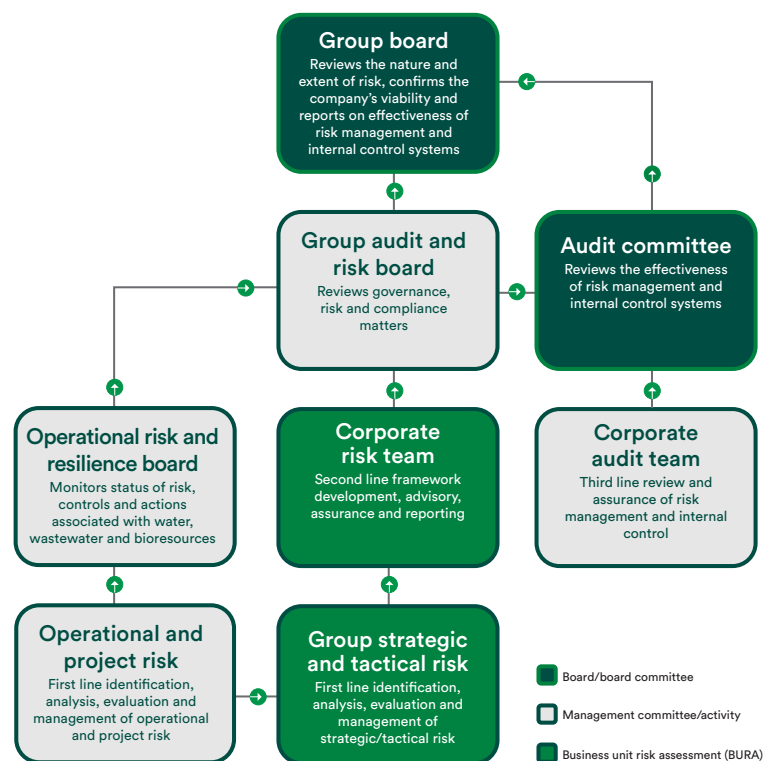 Group board
Reviews the nature and
extent of risk, confirms the
company's viability and
reports on effectiveness of
risk management and
internal control systems
Group audit and
risk board
Reviews governance,
risk and compliance
matters
Audit committee
Reviews the effectiveness
of risk management and
internal control systems
Operational risk and
resilience board
Monitors status of risk,
controls and actions
associated with water,
wastewater and bioresources
Corporate
risk team
Second line framework
development, advisory,
assurance and reporting
Corporate
audit team
Third line review and
assurance of risk
management and internal
control
Operational and
project risk
First line identification,
analysis, evaluation and
management of operational
and project risk
Group strategic
and tactical risk
First line identification,
analysis, evaluation and
management of
strategic/tactical risk
Board/board committee
Management committee/activity
Business unit risk assessment (BURA)